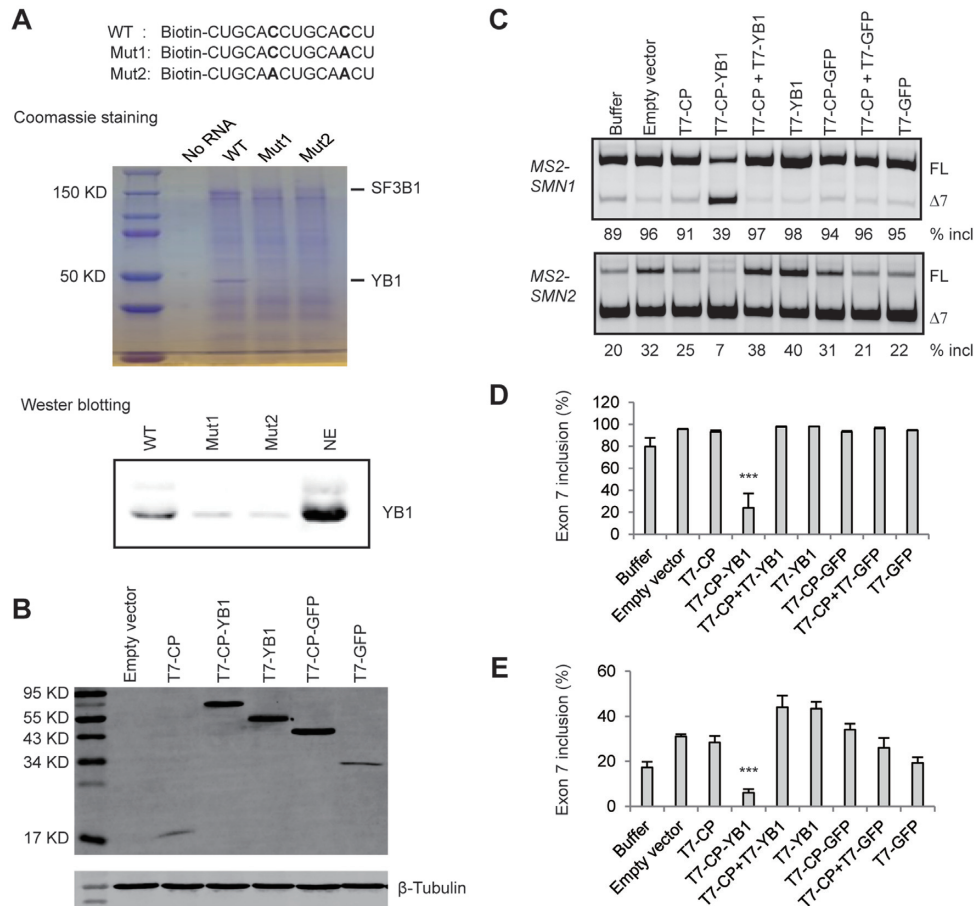 A
WT : Biotin-CUGCACCUGCACCU
Mut1: Biotin-CUGCACCUGCAACU
Mut2: Biotin-CUGCAACUGCAACU
Coomassie staining
No RNA
WT
Mut1
Mut2
150 KD
SF3B1
50 KD
YB1
Wester blotting
WT
Mut1
Mut2
NE
YB1
B
Empty vector
T7-CP
T7-CP-YB1
T7-YB1
T7-CP-GFP
T7-GFP
95 KD
55 KD
43 KD
34 KD
17 KD
β-Tubulin
C
Buffer
Empty vector
T7-CP
T7-CP-YB1
T7-CP + T7-YB1
T7-YB1
T7-CP-GFP
T7-CP + T7-GFP
T7-GFP
MS2-
SMN1
FL
Δ7
89 96 91 39 97 98 94 96 95 % incl
MS2-
SMN2
FL
Δ7
20 32 25 7 38 40 31 21 22 % incl
D
Exon 7 inclusion (%)
120
100
80
60
40
20
0
***
Buffer
Empty vector
T7-CP
T7-CP-YB1
T7-CP+T7-YB1
T7-YB1
T7-CP-GFP
T7-CP+T7-GFP
T7-GFP
E
Exon 7 inclusion (%)
60
40
20
0
***
Buffer
Empty vector
T7-CP
T7-CP-YB1
T7-CP+T7-YB1
T7-YB1
T7-CP-GFP
T7-CP+T7-GFP
T7-GFP